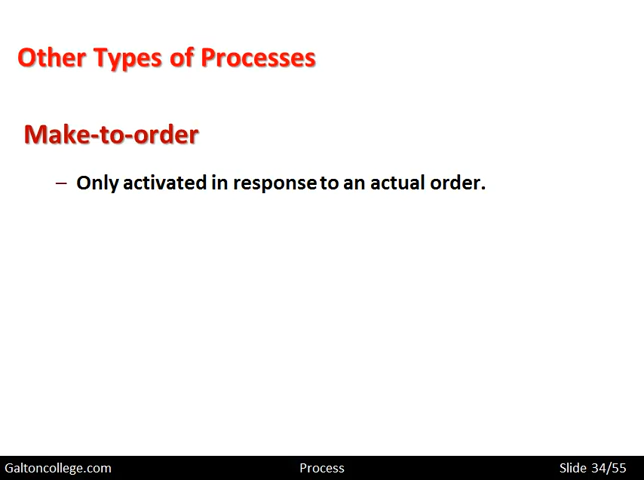 Other Types of Processes
Make-to-order
– Only activated in response to an actual order.
Galtoncollege.com Process Slide 34/55